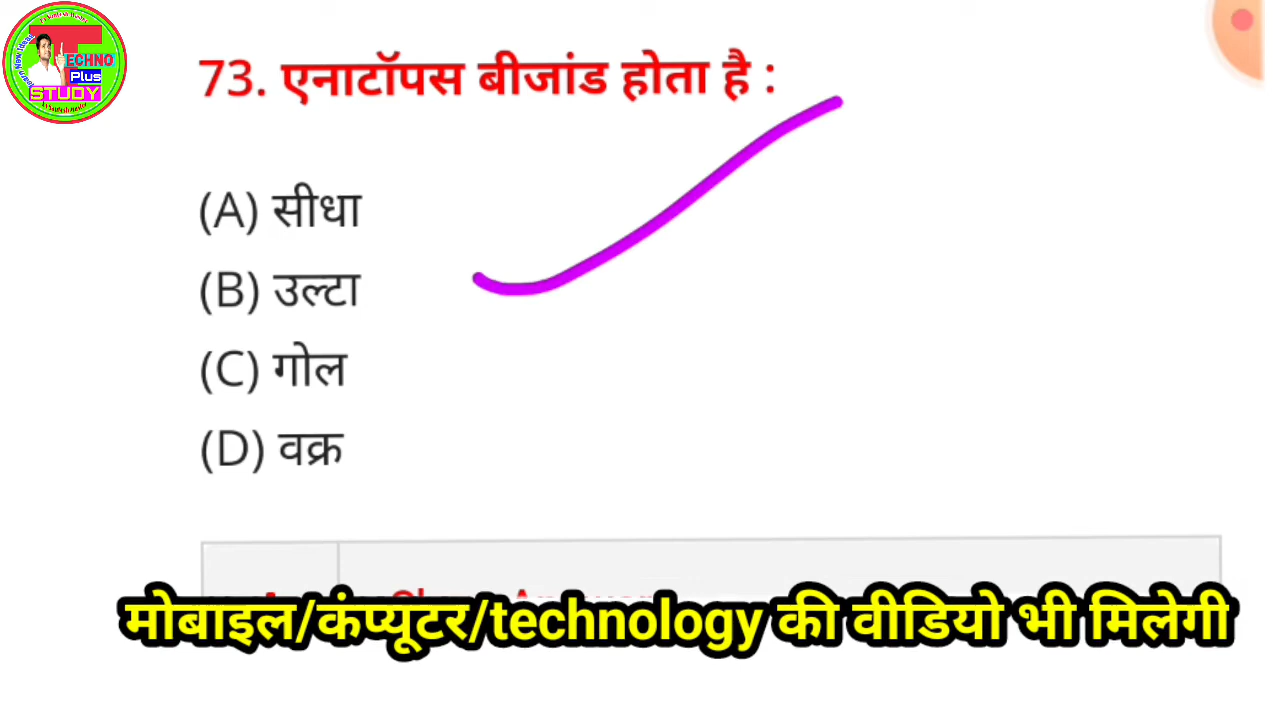 TECHNO
Plus
STUDY
73. एनाटॉपस बीजांड होता है :
(A) सीधा
(B) उल्टा
(C) गोल
(D) वक्र
मोबाइल/कंप्यूटर/technology की वीडियो भी मिलेगी